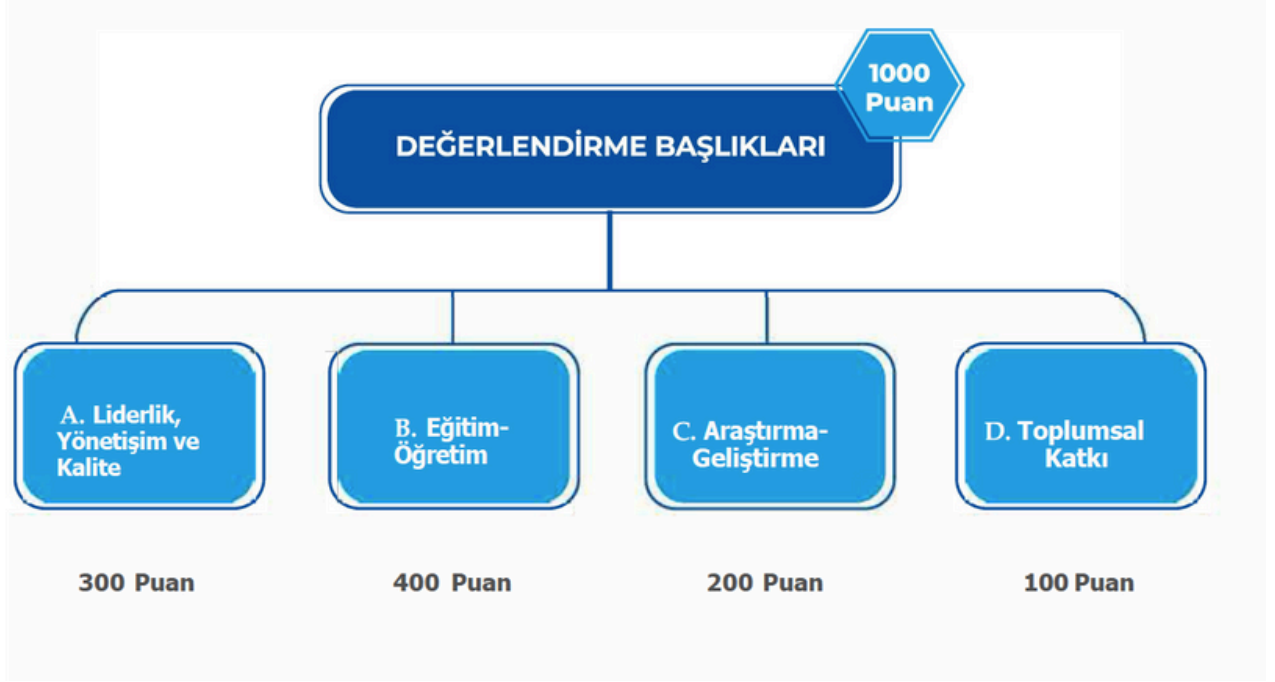 1000
Puan
DEĞERLENDİRME BAŞLIKLARI
A. Liderlik,
Yönetişim ve
Kalite
B. Eğitim-
Öğretim
C. Araştırma-
Geliştirme
D. Toplumsal
Katkı
300 Puan
400 Puan
200 Puan
100 Puan